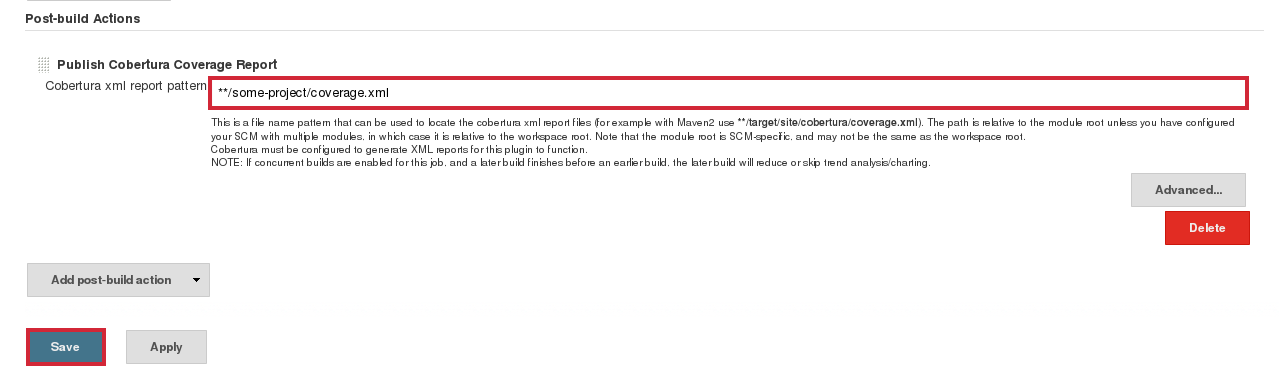 Post-build Actions
Publish Cobertura Coverage Report
Cobertura xml report pattern
**/some-project/coverage.xml
This is a file name pattern that can be used to locate the cobertura xml report files (for example with Maven2 use **/target/site/cobertura/coverage.xml). The path is relative to the module root unless you have configured
your SCM with multiple modules, in which case it is relative to the workspace root. Note that the module root is SCM-specific, and may not be the same as the workspace root.
Cobertura must be configured to generate XML reports for this plugin to function.
NOTE: If concurrent builds are enabled for this job, and a later build finishes before an earlier build, the later build will reduce or skip trend analysis/charting.
Advanced...
Delete
Add post-build action
Save
Apply